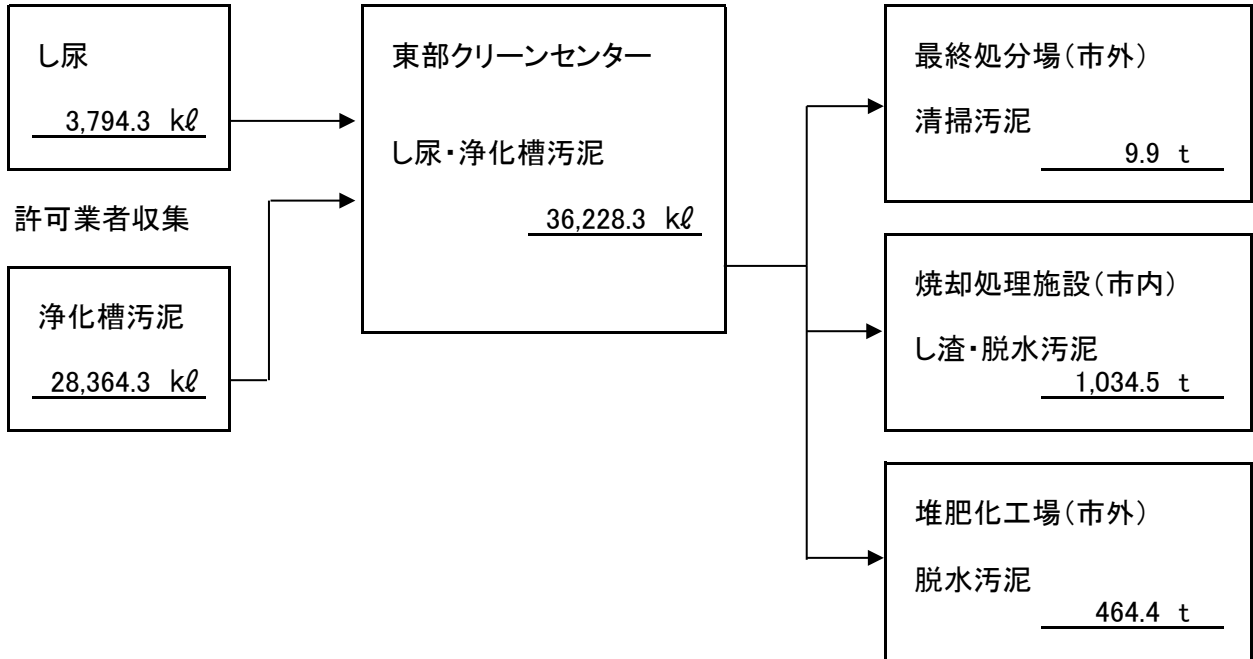 し尿
3,794.3 kℓ
許可業者収集
浄化槽汚泥
28,364.3 kℓ
東部クリーンセンター
し尿・浄化槽汚泥
36,228.3 kℓ
最終処分場(市外)
清掃汚泥
9.9 t
焼却処理施設(市内)
し渣・脱水汚泥
1,034.5 t
堆肥化工場(市外)
脱水汚泥
464.4 t